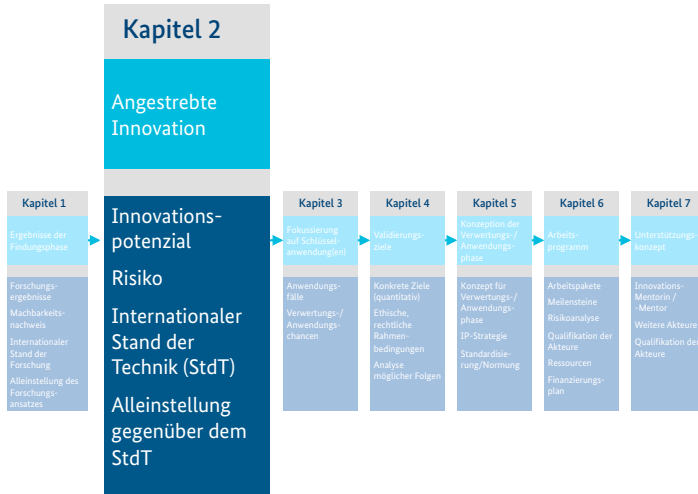 Kapitel 2
Angestrebte
Innovation
Innovations-
potenzial
Risiko
Internationaler
Stand der
Technik (StdT)
Alleinstellung
gegenüber dem
StdT
Kapitel 1
Ergebnisse der
Findungsphase
Forschungs-
ergebnisse
Machbarkeits-
nachweis
Internationaler
Stand der
Forschung
Alleinstellung des
Forschungs-
ansatzes
Kapitel 3
Fokussierung
auf Schlüssel-
anwendung(en)
Anwendungs-
fälle
Verwertungs-/
Anwendungs-
chancen
Kapitel 4
Validierungs-
ziele
Konkrete Ziele
(quantitativ)
Ethische,
rechtliche
Rahmen-
bedingungen
Analyse
möglicher Folgen
Kapitel 5
Konzeption der
Verwertungs-/
Anwendungs-
phase
Konzept für
Verwertungs-/
Anwendungs-
phase
IP-Strategie
Standardisie-
rung/Normung
Kapitel 6
Arbeits-
programm
Arbeitspakete
Meilensteine
Risikoanalyse
Qualifikation der
Akteure
Ressourcen
Finanzierungs-
plan
Kapitel 7
Unterstützungs-
konzept
Innovations-
Mentorin /
-Mentor
Weitere Akteure
Qualifikation der
Akteure